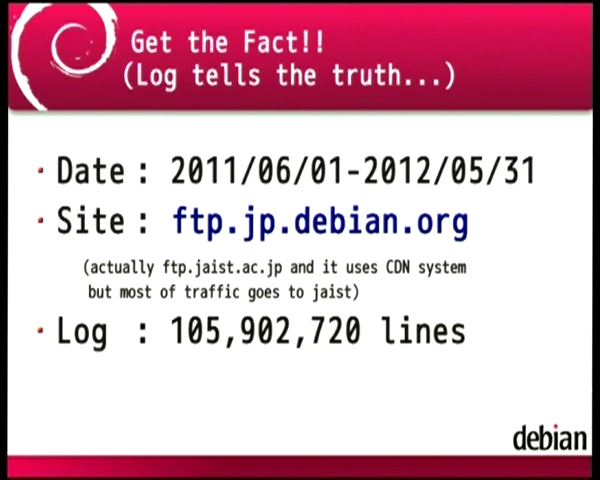 Get the Fact!!
(Log tells the truth...)
・Date : 2011/06/01-2012/05/31
・Site : ftp.jp.debian.org
(actually ftp.jaist.ac.jp and it uses CDN system
but most of traffic goes to jaist)
・Log : 105,902,720 lines
debian